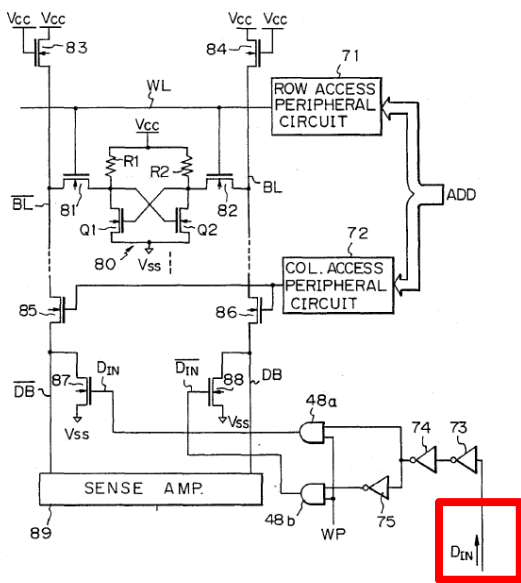 Vcc Vcc Vcc Vcc
83 84
71
WL
ROW ACCESS
PERIPHERAL
CIRCUIT
Vcc
R1 R2
BL BL
81 82
ADD
Q1 Q2
80 Vss
72
COL. ACCESS
PERIPHERAL
CIRCUIT
85 86
DIN DIN
DB 87 88 DB
48a
74 73
Vss Vss
SENSE AMP.
48b 75
89 WP
DIN